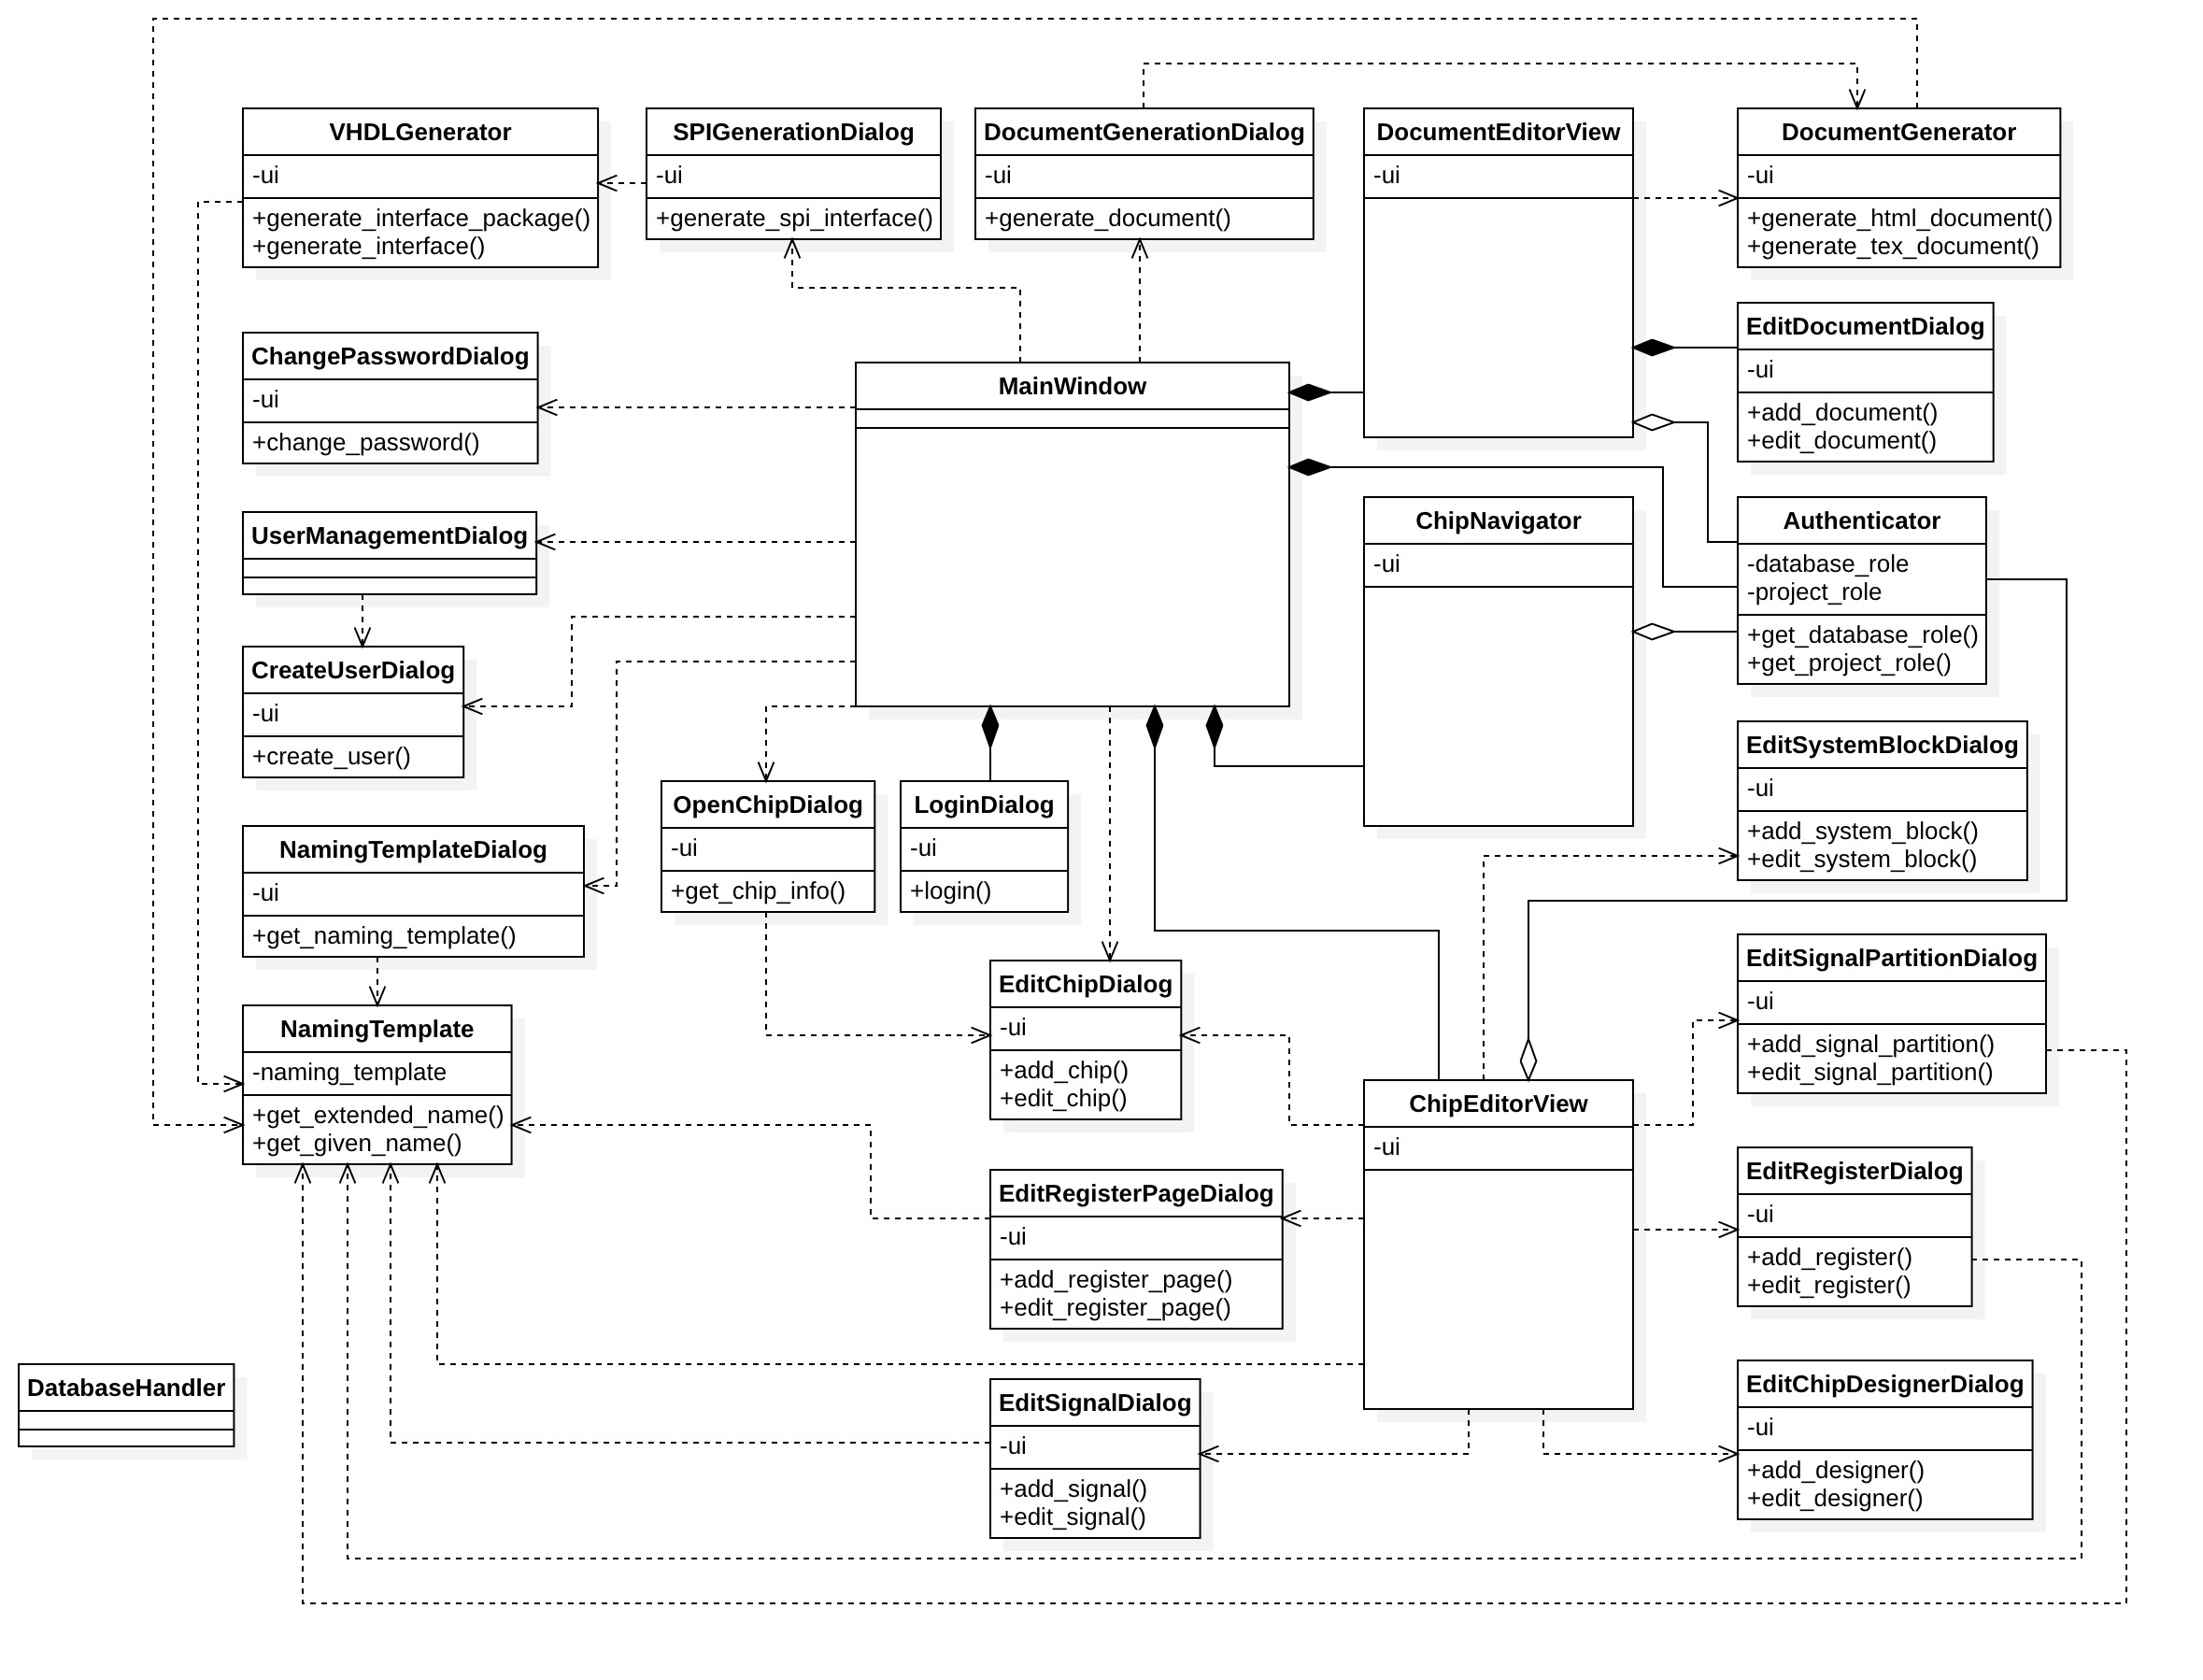 VHDLGenerator
-ui
+generate_interface_package()
+generate_interface()
SPIGenerationDialog
-ui
+generate_spi_interface()
DocumentGenerationDialog
-ui
+generate_document()
DocumentEditorView
-ui
DocumentGenerator
-ui
+generate_html_document()
+generate_tex_document()
EditDocumentDialog
-ui
+add_document()
+edit_document()
ChangePasswordDialog
-ui
+change_password()
MainWindow
UserManagementDialog
ChipNavigator
-ui
Authenticator
-database_role
-project_role
+get_database_role()
+get_project_role()
CreateUserDialog
-ui
+create_user()
EditSystemBlockDialog
-ui
+add_system_block()
+edit_system_block()
OpenChipDialog
-ui
+get_chip_info()
LoginDialog
-ui
+login()
NamingTemplateDialog
-ui
+get_naming_template()
EditSignalPartitionDialog
-ui
+add_signal_partition()
+edit_signal_partition()
EditChipDialog
-ui
+add_chip()
+edit_chip()
NamingTemplate
-naming_template
+get_extended_name()
+get_given_name()
ChipEditorView
-ui
EditRegisterDialog
-ui
+add_register()
+edit_register()
EditRegisterPageDialog
-ui
+add_register_page()
+edit_register_page()
DatabaseHandler
EditSignalDialog
-ui
+add_signal()
+edit_signal()
EditChipDesignerDialog
-ui
+add_designer()
+edit_designer()